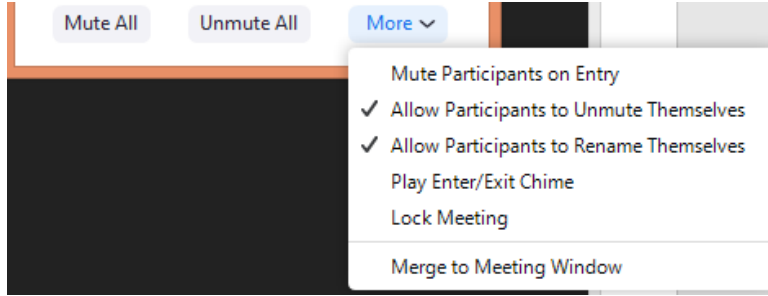 Mute All Unmute All More
Mute Participants on Entry
Allow Participants to Unmute Themselves
Allow Participants to Rename Themselves
Play Enter/Exit Chime
Lock Meeting
Merge to Meeting Window